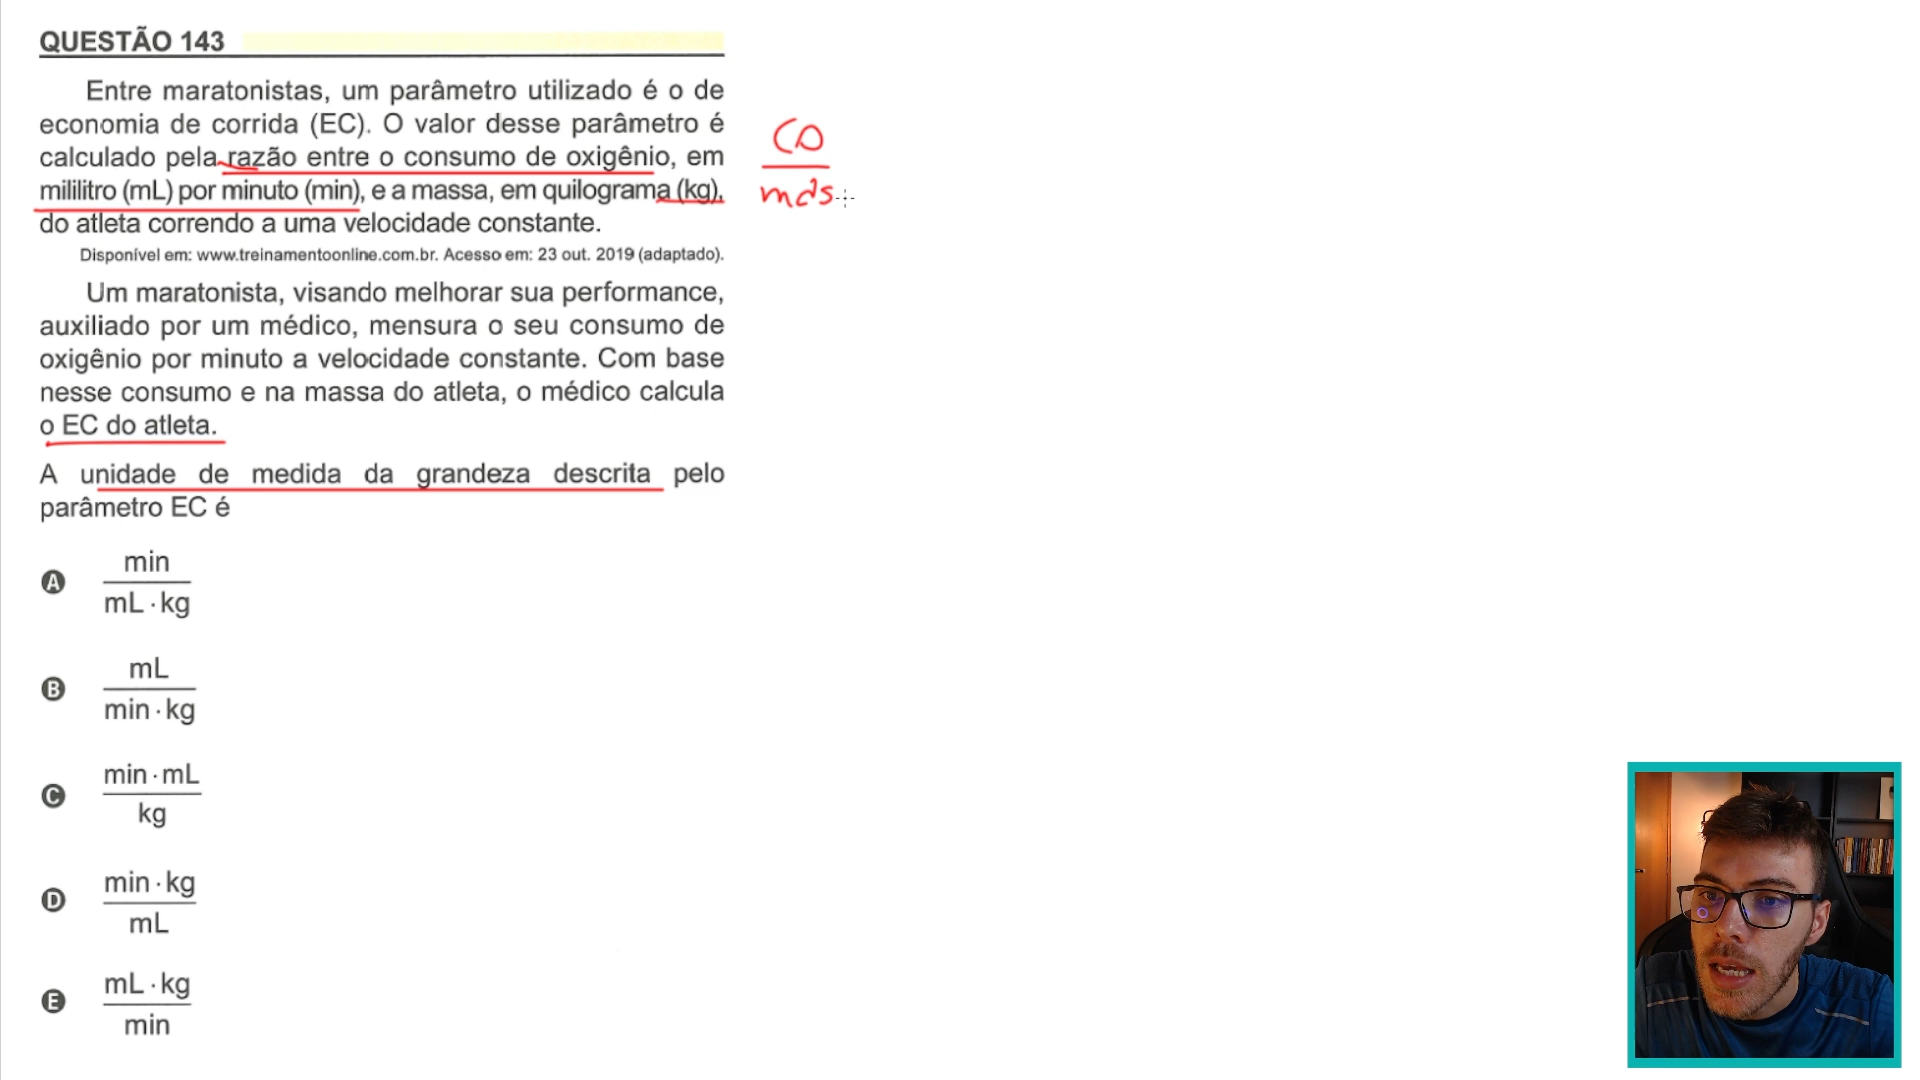 QUESTÃO 143
Entre maratonistas, um parâmetro utilizado é o de
economia de corrida (EC). O valor desse parâmetro é
calculado pela razão entre o consumo de oxigênio, em
mililitro (mL) por minuto (min), e a massa, em quilograma (kg),
do atleta correndo a uma velocidade constante.
Disponível em: www.treinamentoonline.com.br. Acesso em: 23 out. 2019 (adaptado).
Um maratonista, visando melhorar sua performance,
auxiliado por um médico, mensura o seu consumo de
oxigênio por minuto a velocidade constante. Com base
nesse consumo e na massa do atleta, o médico calcula
o EC do atleta.
A unidade de medida da grandeza descrita pelo
parâmetro EC é
A
min
mL · kg
B
mL
min · kg
C
min · mL
kg
D
min · kg
mL
E
mL · kg
min
CO
mas